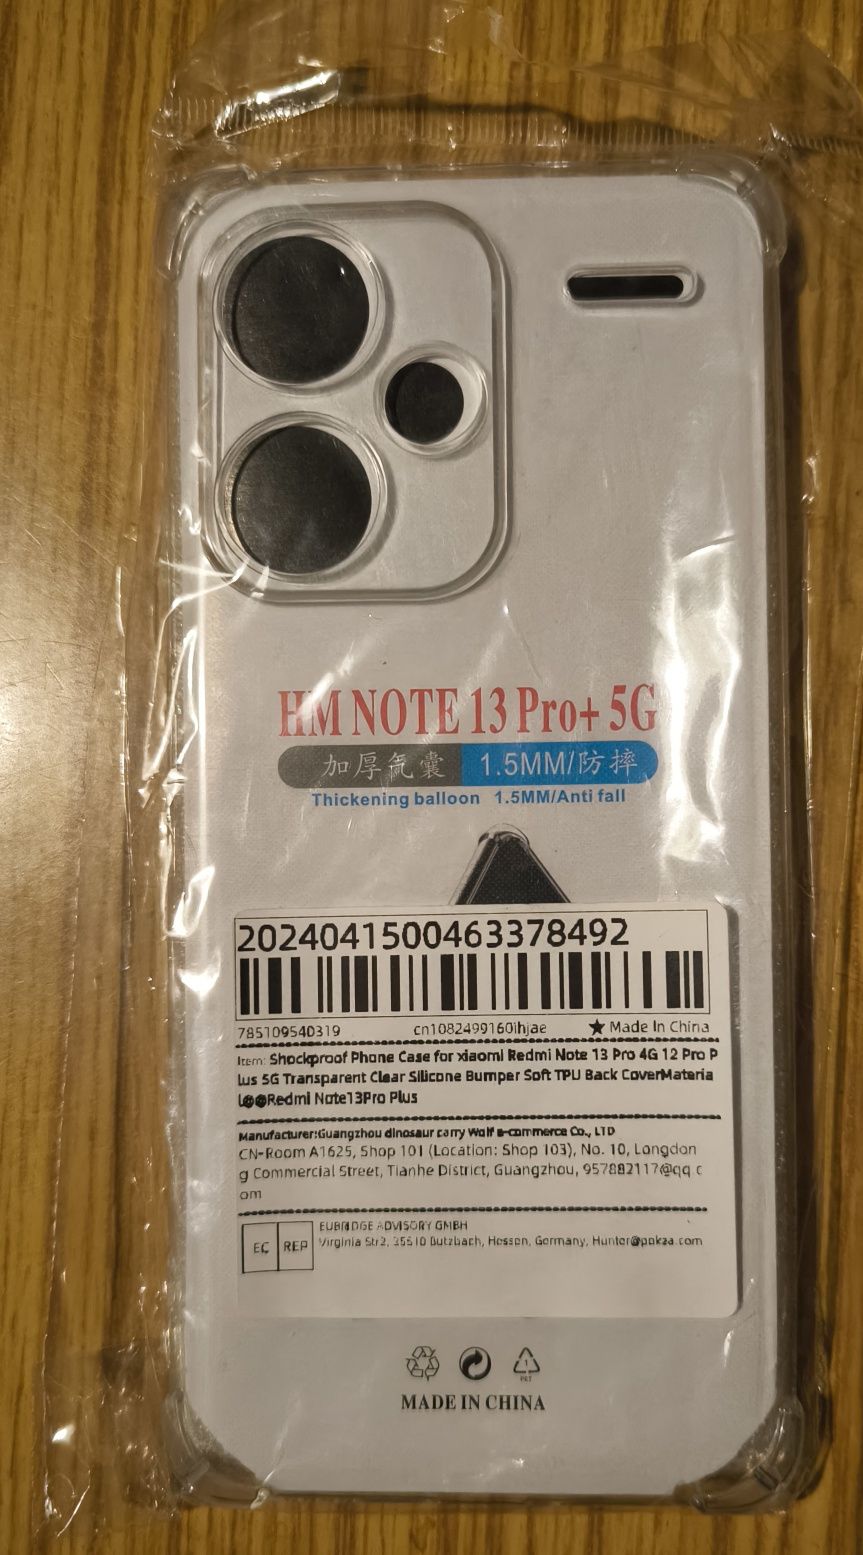 HM NOTE 13 Pro+ 5G
加厚氣囊 1.5MM/防摔
Thickening balloon 1.5MM/Anti fall
2024041500463378492
785109540319 cn1082499160ihjae ★ Made In China
Item: Shockproof Phone Case for xiaomi Redmi Note 13 Pro 4G 12 Pro P
lus 5G Transparent Clear Silicone Bumper Soft TPU Back CoverMateria
l@@Redmi Note13Pro Plus
Manufacturer:Guangzhou dinosaur carry Wolf e-commerce Co., LTD
CN-Room A1625, Shop 101 (Location: Shop 103), No. 10, Longdon
g Commercial Street, Tianhe District, Guangzhou, 957882117@qq.c
om
EUBRIDGE ADVISORY GMBH
EC REP Virginia Str2, 35510 Butzbach, Hessen, Germany, Hunter@pokza.com
1
PET
MADE IN CHINA